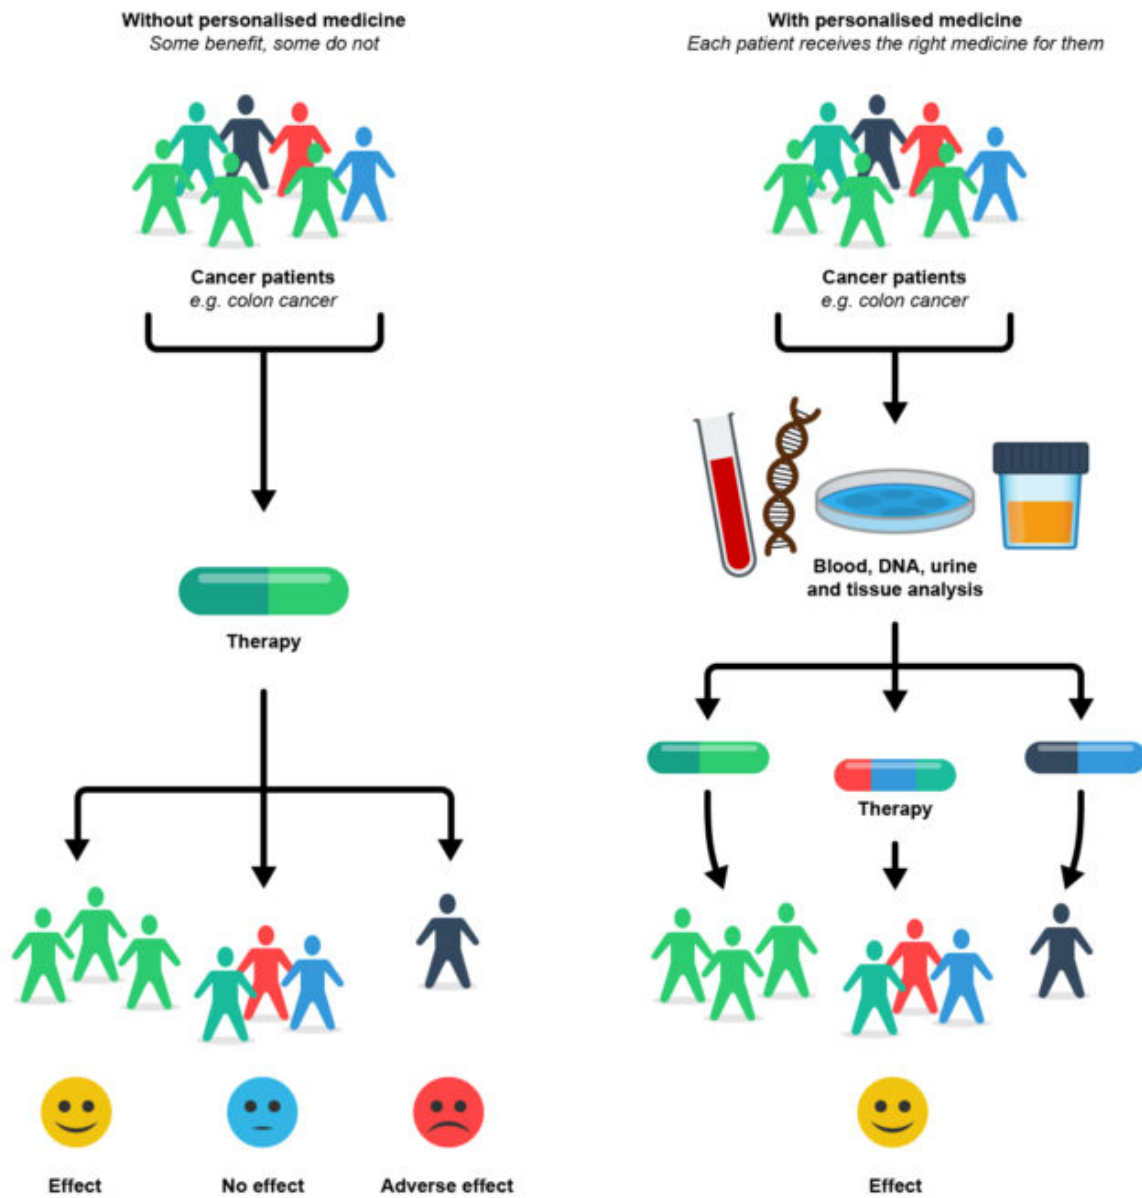 Without personalised medicine
Some benefit, some do not
Cancer patients
e.g. colon cancer
Therapy
Effect
No effect
Adverse effect
With personalised medicine
Each patient receives the right medicine for them
Cancer patients
e.g. colon cancer
Blood, DNA, urine
and tissue analysis
Therapy
Effect